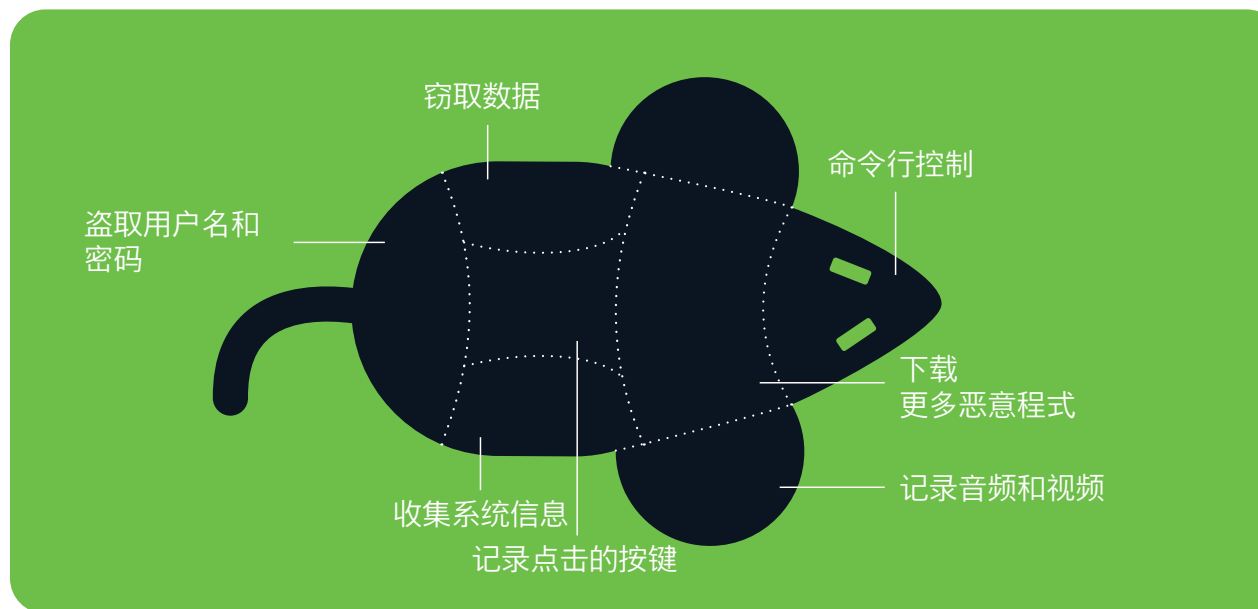 窃取数据
命令行控制
盗取用户名和
密码
下载
更多恶意程式
记录音频和视频
收集系统信息
记录点击的按键